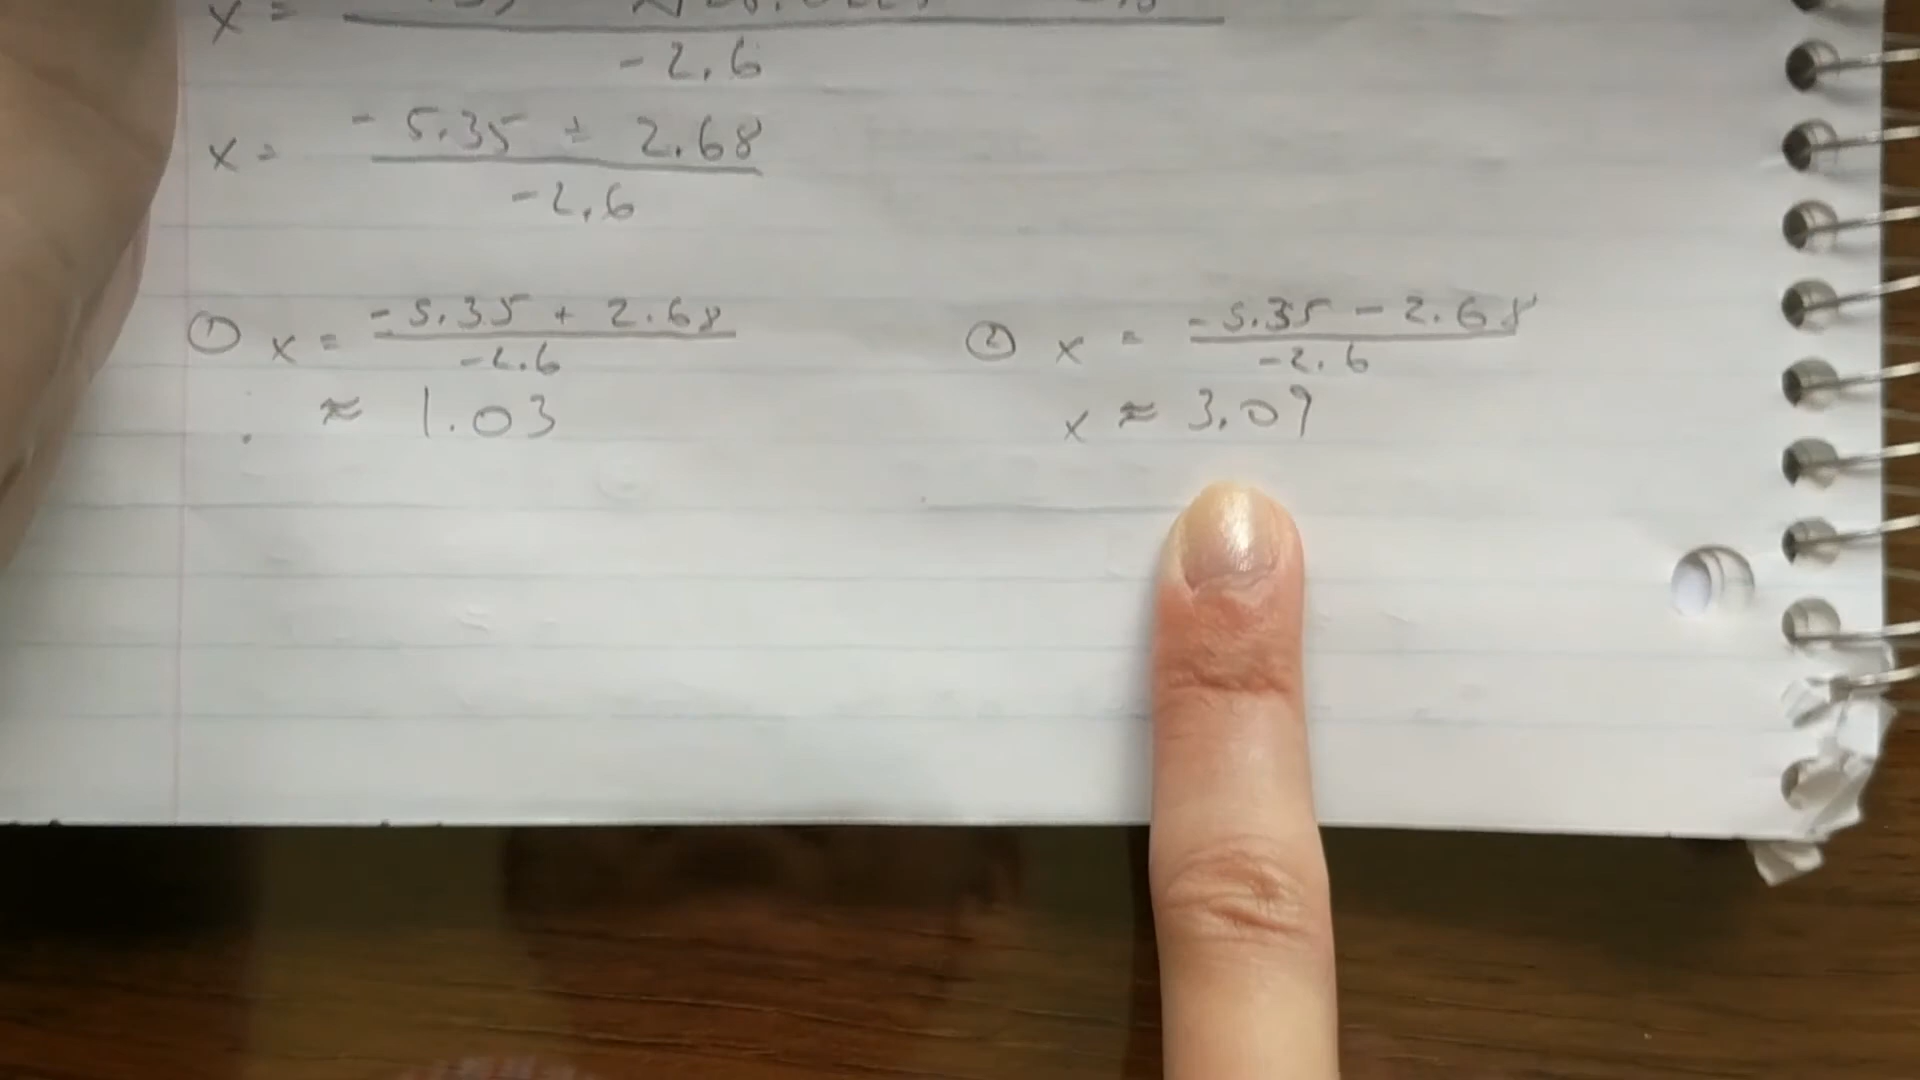 x =
-2.6
- 5.35 ± 2.68
x =
-2.6
① x = -5.35 + 2.68
-2.6
≈ 1.03
② x = -5.35 - 2.68
-2.6
x ≈ 3.09